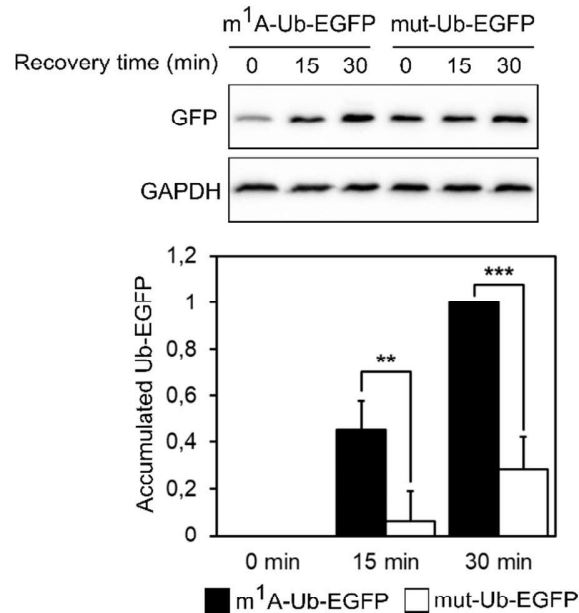 m¹A-Ub-EGFP mut-Ub-EGFP
Recovery time (min) 0 15 30 0 15 30
GFP
GAPDH
Accumulated Ub-EGFP
1,2
1
0,8
0,6
0,4
0,2
0
**
***
0 min 15 min 30 min
m¹A-Ub-EGFP mut-Ub-EGFP